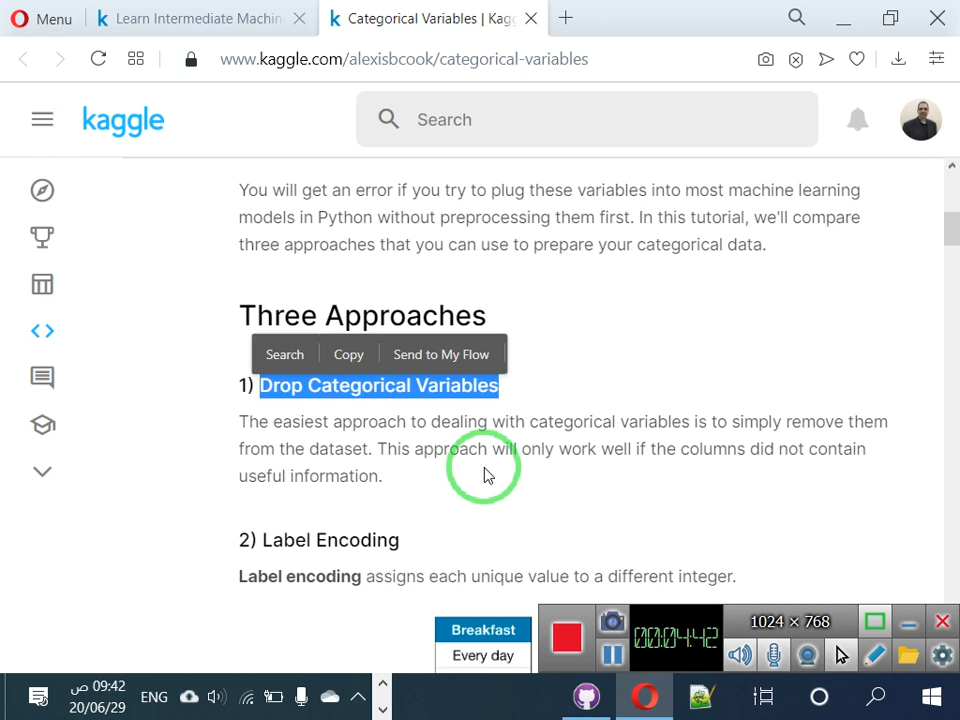 Menu
Learn Intermediate Machin
Categorical Variables | Kag
www.kaggle.com/alexisbcook/categorical-variables
kaggle
Search
You will get an error if you try to plug these variables into most machine learning
models in Python without preprocessing them first. In this tutorial, we'll compare
three approaches that you can use to prepare your categorical data.
Three Approaches
Search
Copy
Send to My Flow
1) Drop Categorical Variables
The easiest approach to dealing with categorical variables is to simply remove them
from the dataset. This approach will only work well if the columns did not contain
useful information.
2) Label Encoding
Label encoding assigns each unique value to a different integer.
Breakfast
Every day
00:04:42
1024 × 768
09:42 ص
20/06/29
ENG